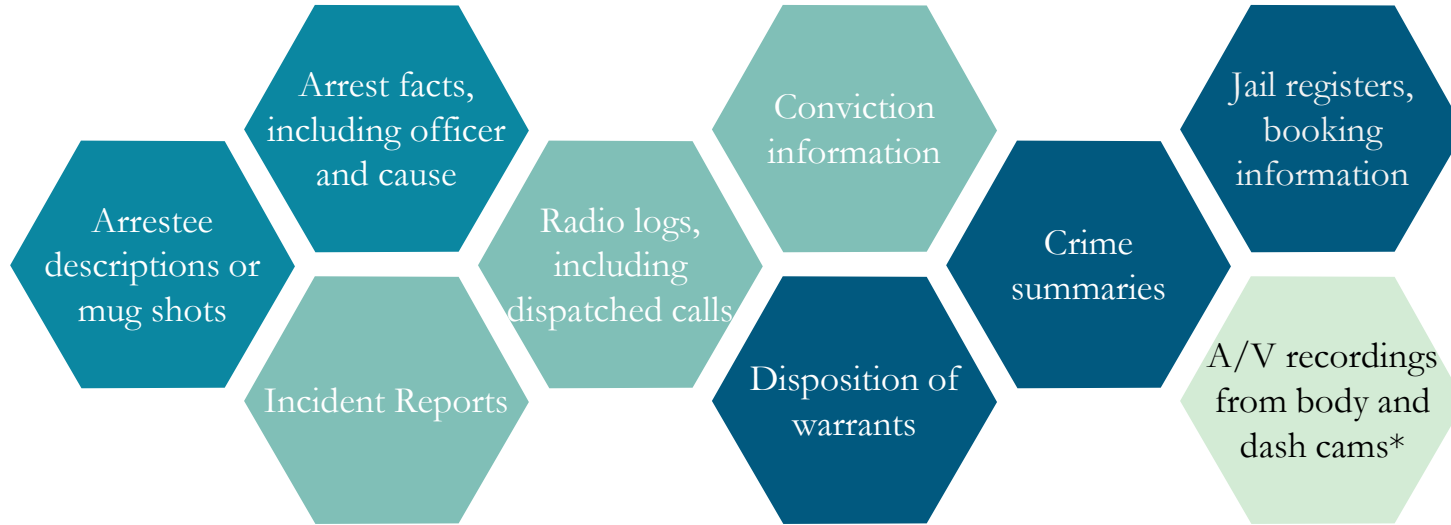 Arrestee
descriptions or
mug shots
Arrest facts,
including officer
and cause
Incident Reports
Radio logs,
including
dispatched calls
Conviction
information
Disposition of
warrants
Crime
summaries
Jail registers,
booking
information
A/V recordings
from body and
dash cams*